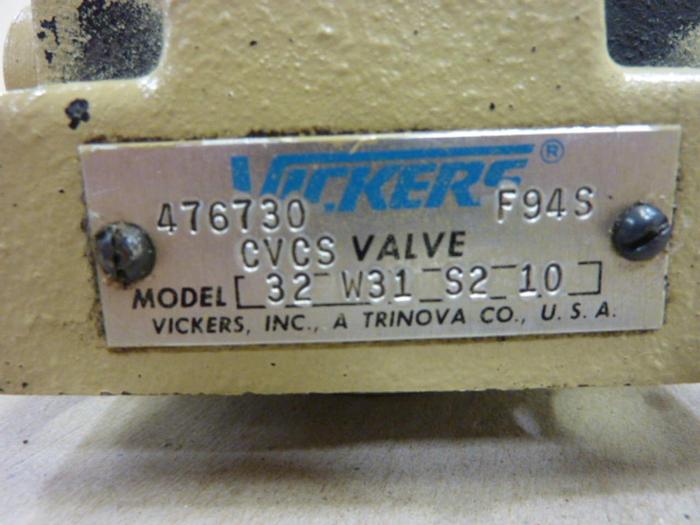 VICKERS®
476730 F94S
CVCS VALVE
MODEL [ 32 W31 S2 10 ]
VICKERS, INC., A TRINOVA CO., U.S.A.